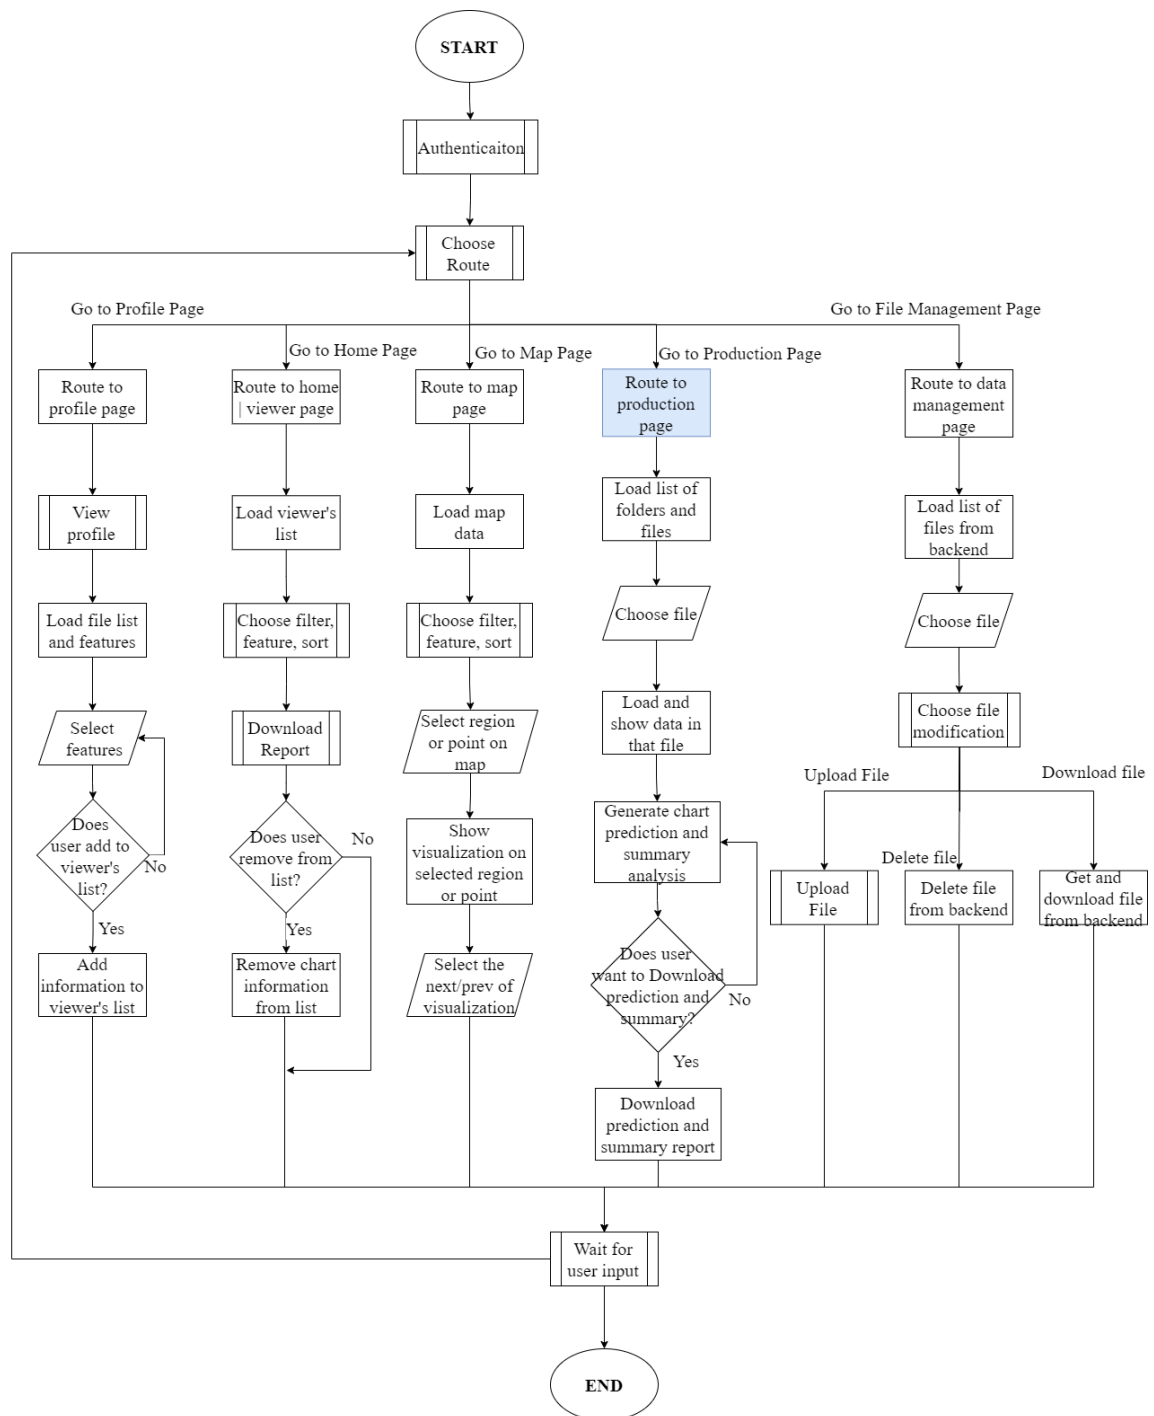 START
Authenticaiton
Choose
Route
Go to Profile Page
Go to File Management Page
Go to Home Page
Go to Map Page
Go to Production Page
Route to
profile page
Route to home
| viewer page
Route to map
page
Route to
production
page
Route to data
management
page
View
profile
Load viewer's
list
Load map
data
Load list of
folders and
files
Load list of
files from
backend
Load file list
and features
Choose filter,
feature, sort
Choose filter,
feature, sort
Choose file
Choose file
Select
features
Download
Report
Select region
or point on
map
Load and
show data in
that file
Choose file
modification
Upload File
Download file
Does
user add to
viewer's
list?
No
Does user
remove from
list?
No
Show
visualization on
selected region
or point
Generate chart
prediction and
summary
analysis
Delete file
Upload
File
Delete file
from backend
Get and
download file
from backend
Yes
Yes
Add
information to
viewer's list
Remove chart
information
from list
Select the
next/prev of
visualization
Does user
want to Download
prediction and
summary?
No
Yes
Download
prediction and
summary report
Wait for
user input
END